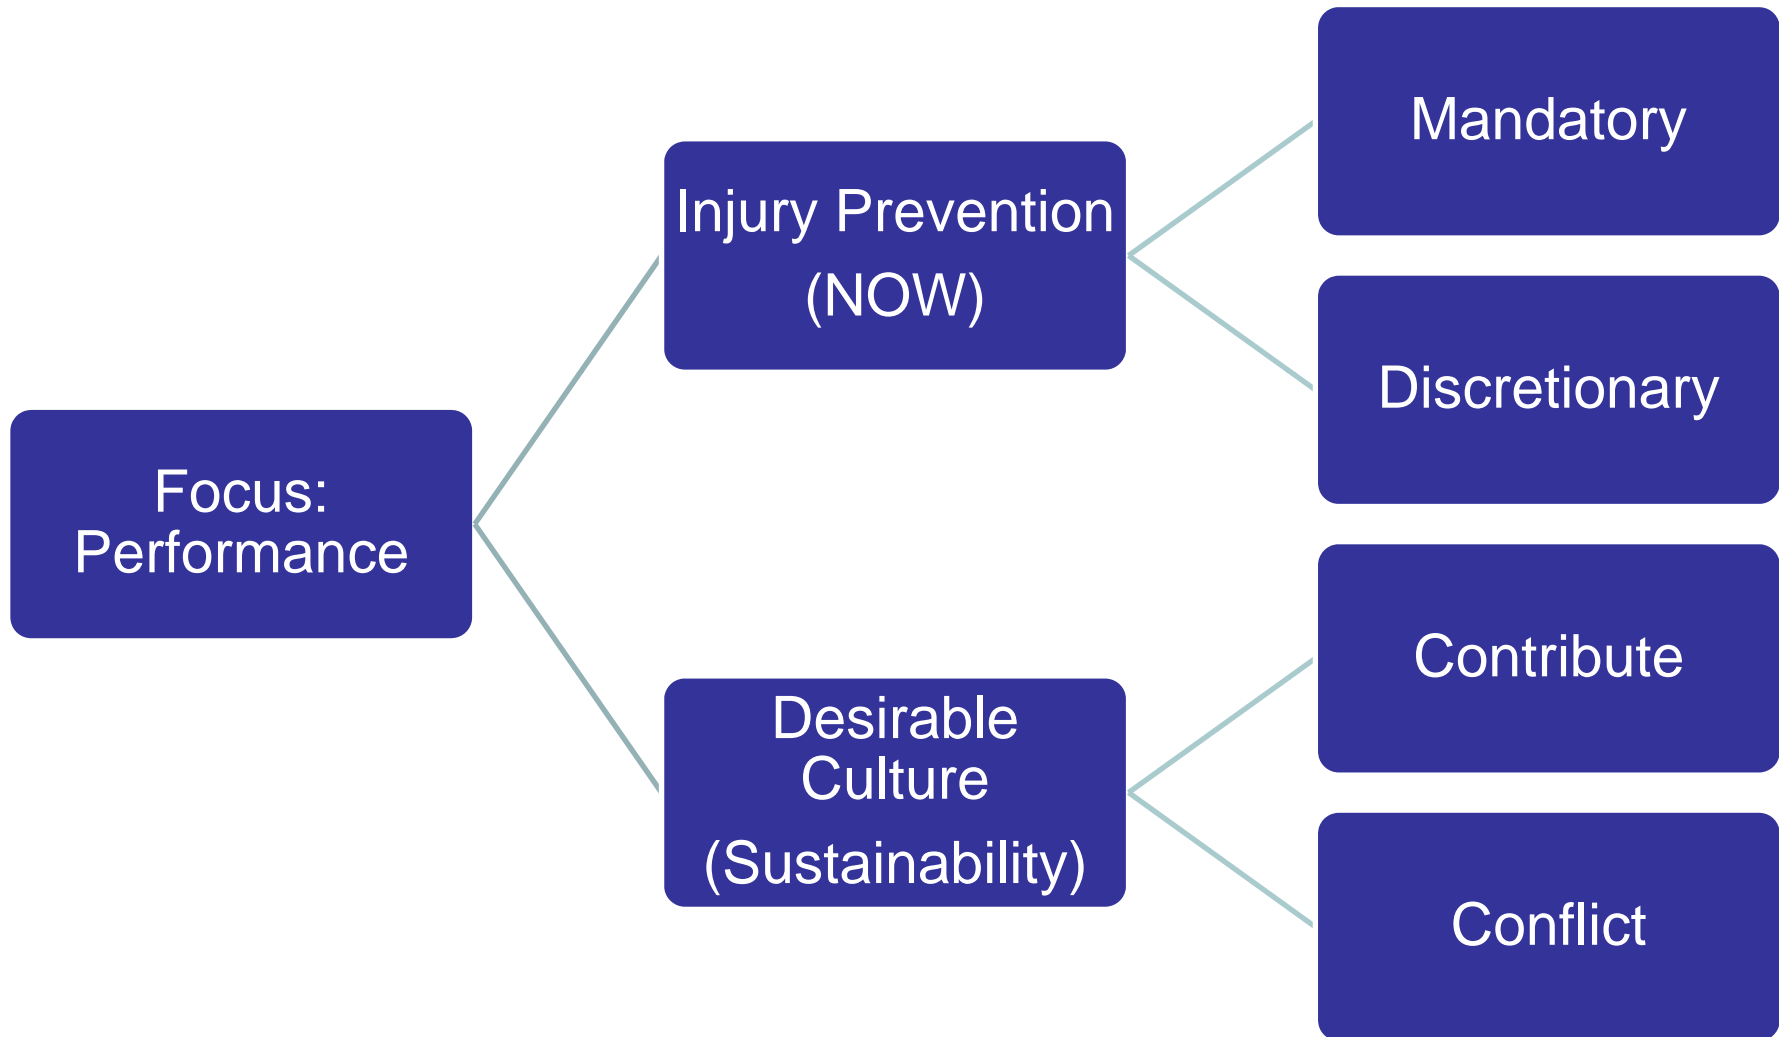 Focus:
Performance
Injury Prevention
(NOW)
Mandatory
Discretionary
Desirable
Culture
(Sustainability)
Contribute
Conflict